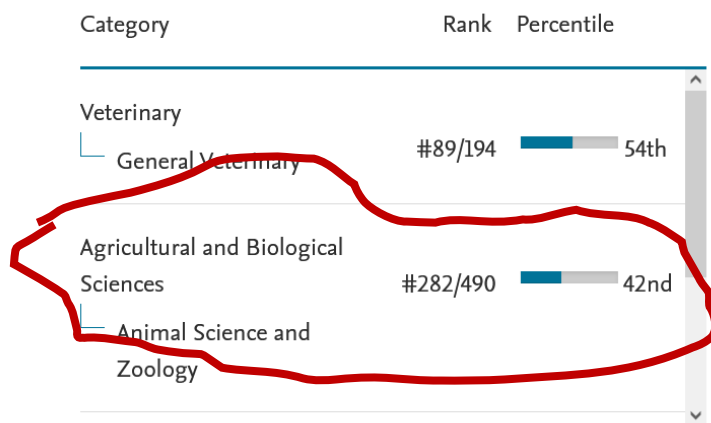 Category Rank Percentile
Veterinary
General Veterinary #89/194 54th
Agricultural and Biological
Sciences #282/490 42nd
Animal Science and
Zoology